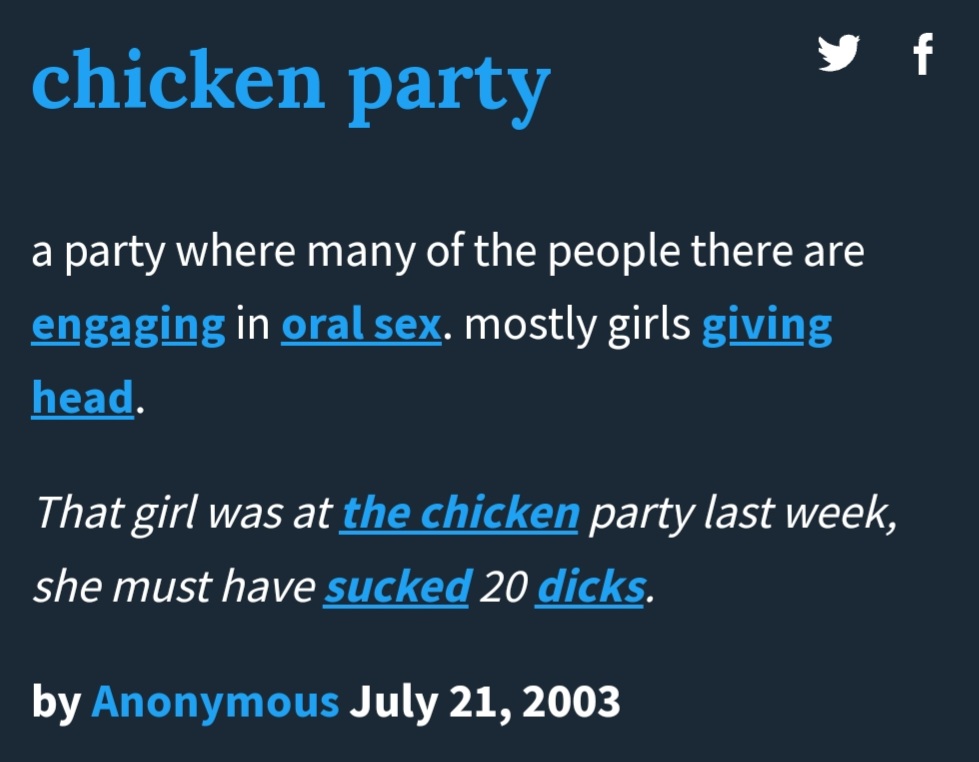 chicken party
a party where many of the people there are
engaging in oral sex. mostly girls giving
head.
That girl was at the chicken party last week,
she must have sucked 20 dicks.
by Anonymous July 21, 2003